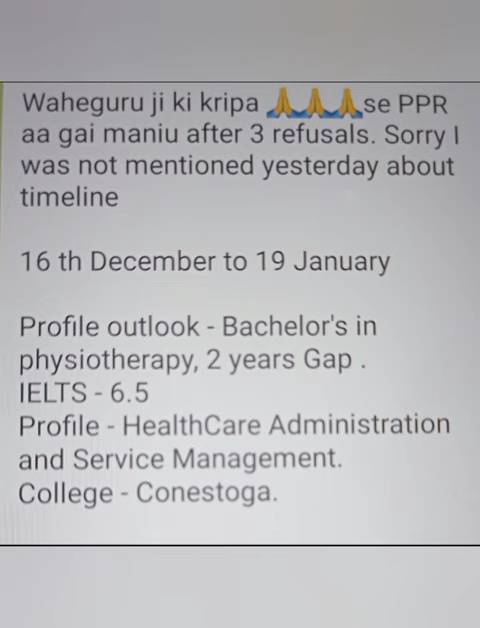 Waheguru ji ki kripa 🙏🙏🙏se PPR
aa gai maniu after 3 refusals. Sorry I
was not mentioned yesterday about
timeline
16 th December to 19 January
Profile outlook - Bachelor's in
physiotherapy, 2 years Gap .
IELTS - 6.5
Profile - HealthCare Administration
and Service Management.
College - Conestoga.